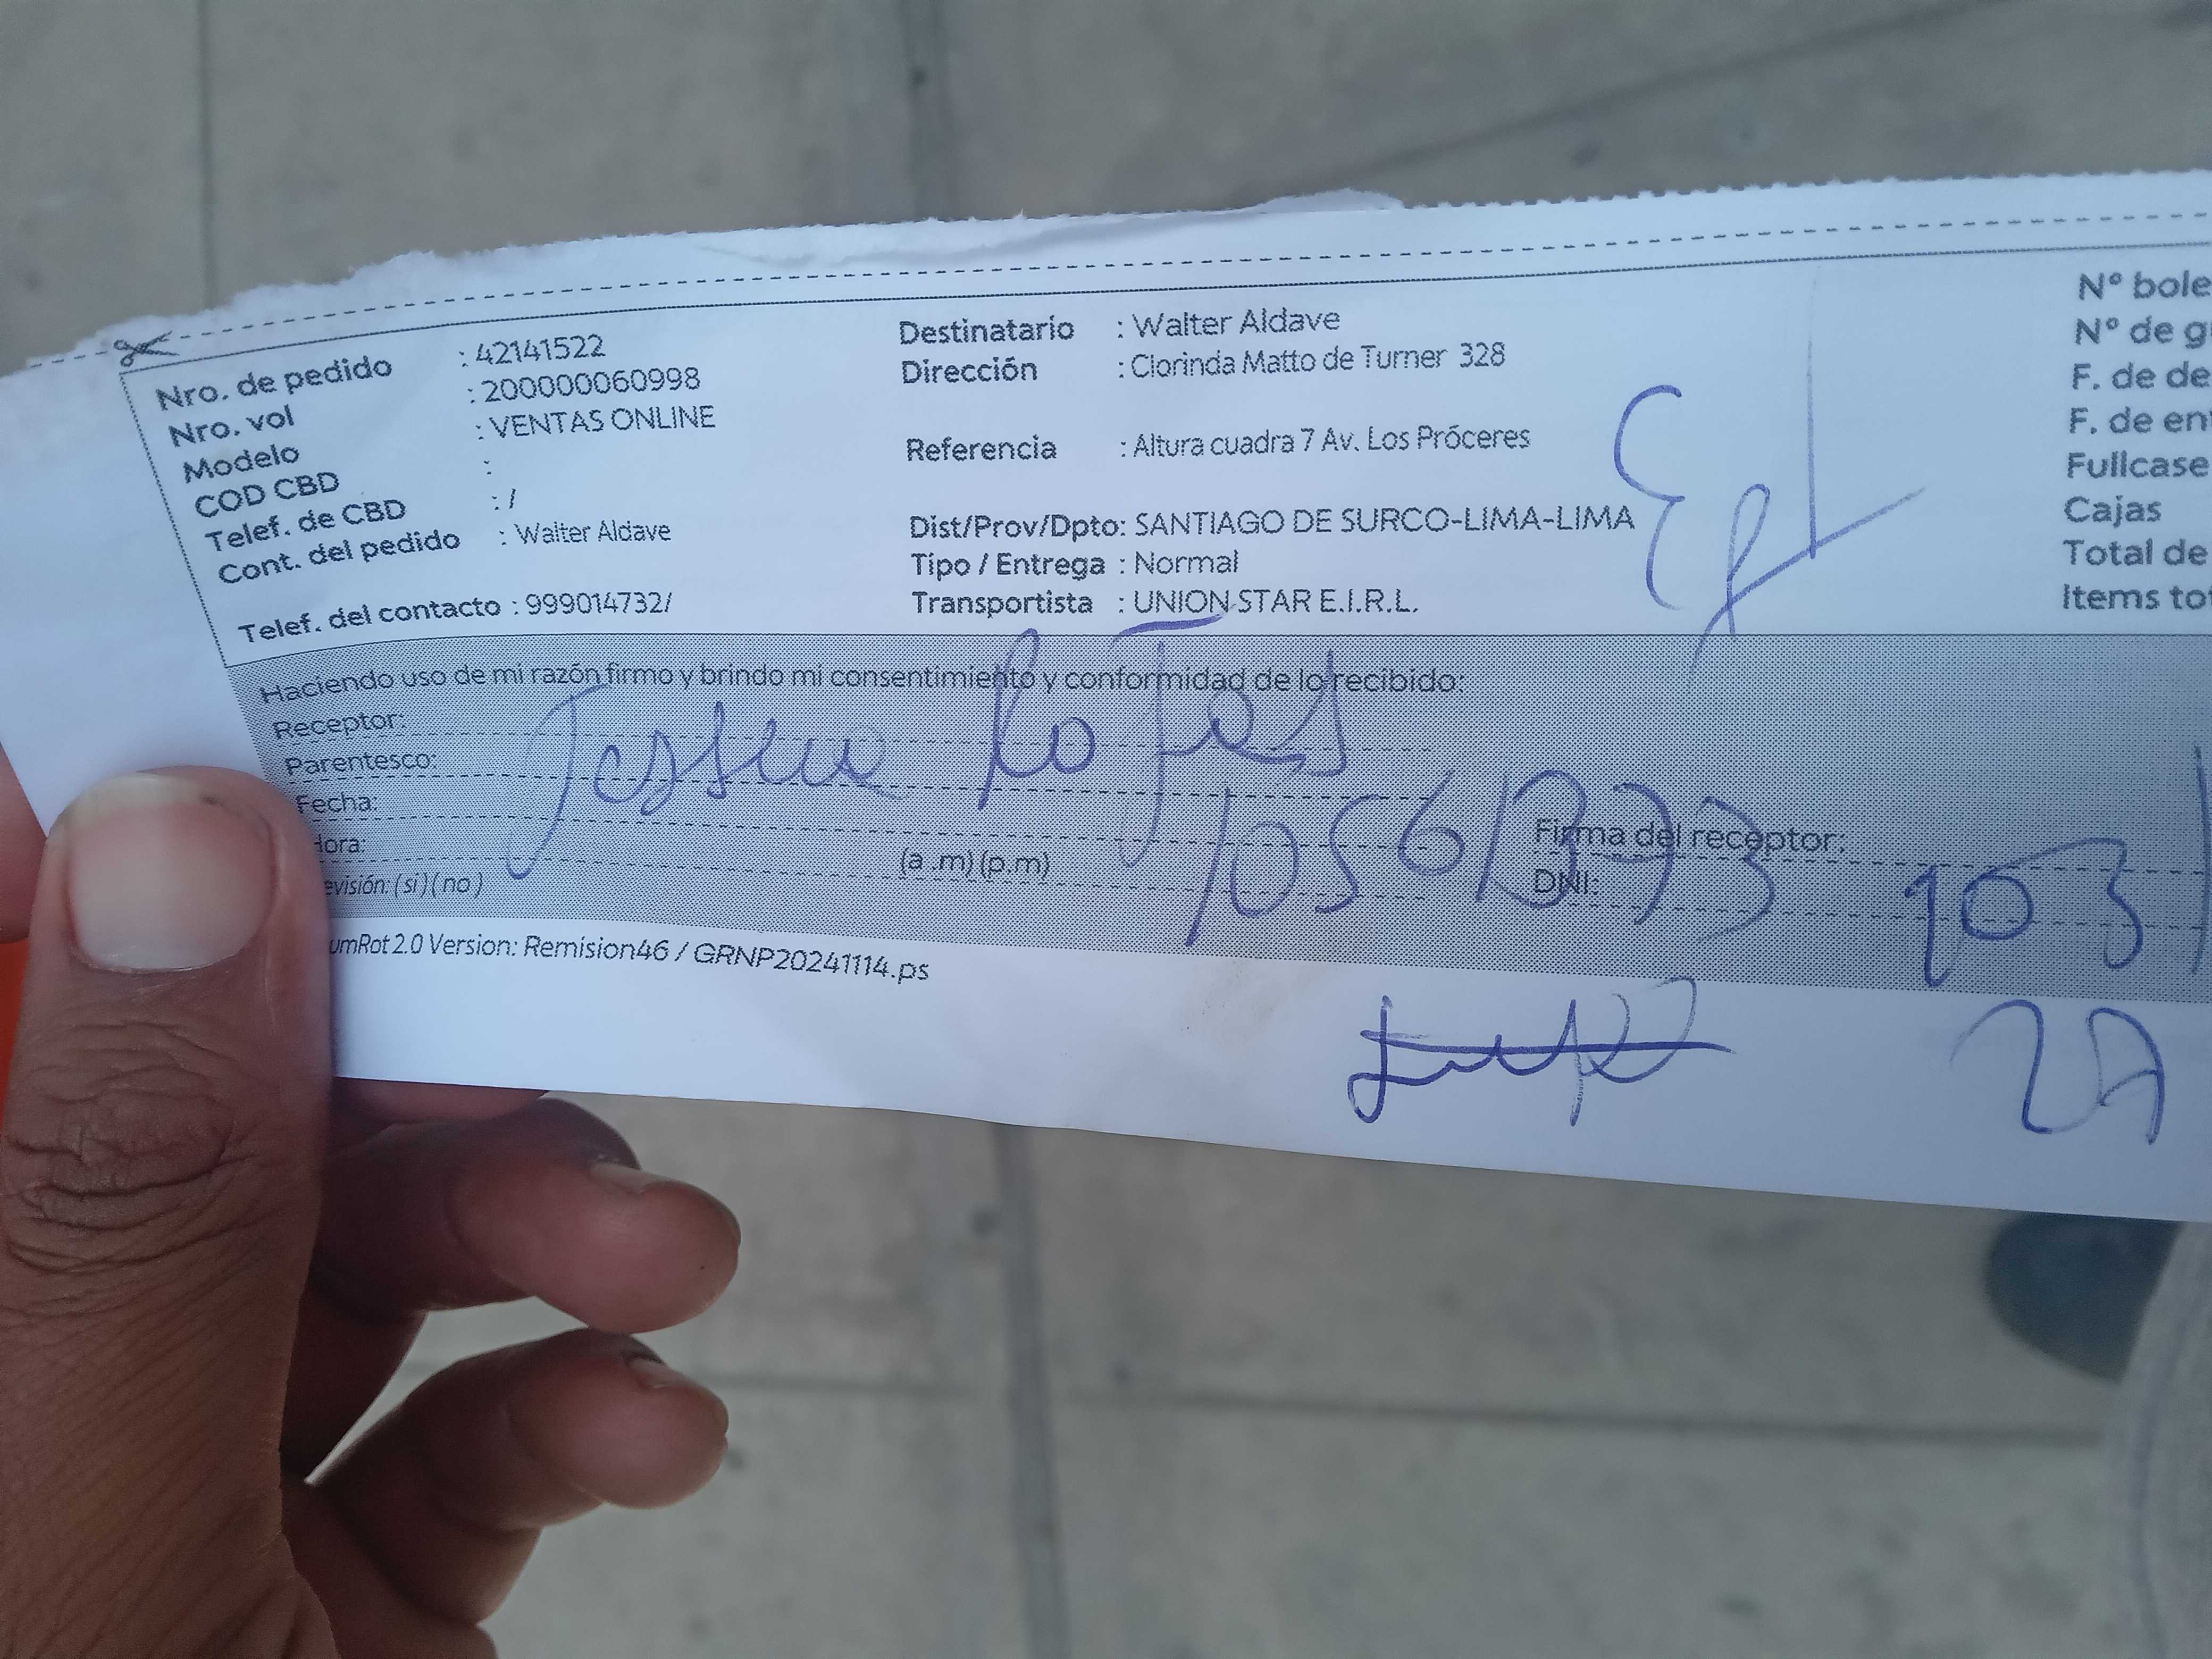 Nro. de pedido : 42141522
Nro. vol : 200000060998
Modelo : VENTAS ONLINE
COD CBD :
Telef. de CBD : /
Cont. del pedido : Walter Aldave
Telef. del contacto : 999014732/
Destinatario : Walter Aldave
Dirección : Clorinda Matto de Turner 328
Referencia : Altura cuadra 7 Av. Los Próceres
Dist/Prov/Dpto: SANTIAGO DE SURCO-LIMA-LIMA
Tipo / Entrega : Normal
Transportista : UNION STAR E.I.R.L.
Nº bole
Nº de g
F. de de
F. de en
Fullcase
Cajas
Total de
Items to
Haciendo uso de mi razón firmo y brindo mi consentimiento y conformidad de lo recibido:
Receptor:
Parentesco:
Fecha:
Hora: (a .m) (p.m)
evisión: (si) (no)
Rojas
Firma del receptor:
DNI:
umRot 2.0 Version: Remision46 / GRNP20241114.ps